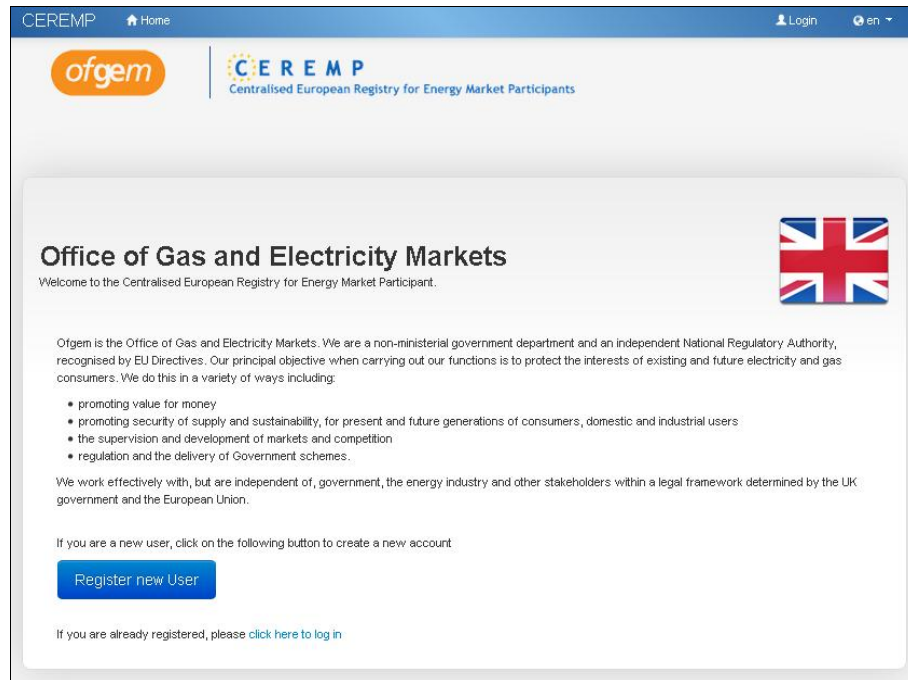 CEREMP Home Login en
ofgem
CEREMP
Centralised European Registry for Energy Market Participants
Office of Gas and Electricity Markets
Welcome to the Centralised European Registry for Energy Market Participant.
Ofgem is the Office of Gas and Electricity Markets. We are a non-ministerial government department and an independent National Regulatory Authority,
recognised by EU Directives. Our principal objective when carrying out our functions is to protect the interests of existing and future electricity and gas
consumers. We do this in a variety of ways including:
• promoting value for money
• promoting security of supply and sustainability, for present and future generations of consumers, domestic and industrial users
• the supervision and development of markets and competition
• regulation and the delivery of Government schemes.
We work effectively with, but are independent of, government, the energy industry and other stakeholders within a legal framework determined by the UK
government and the European Union.
If you are a new user, click on the following button to create a new account
Register new User
If you are already registered, please click here to log in